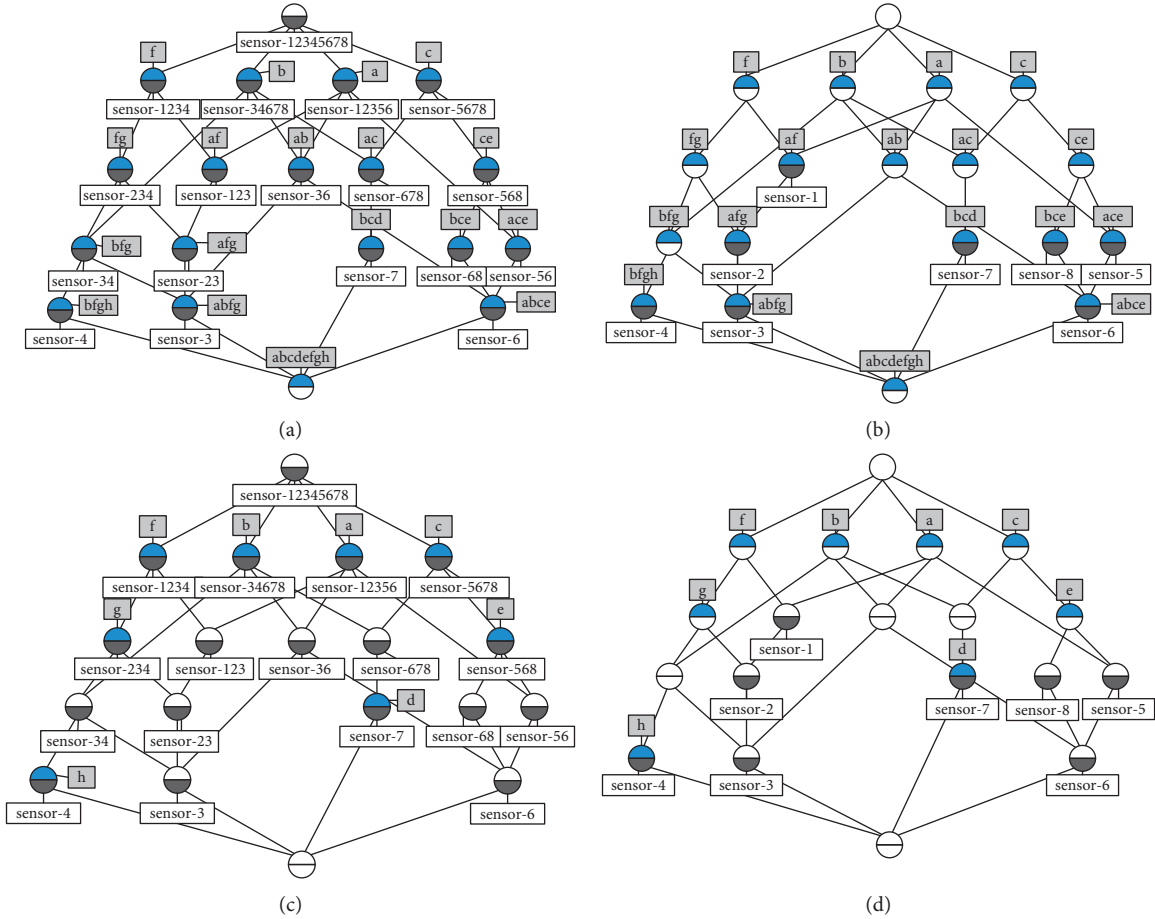 sensor-12345678
f
b
a
c
sensor-1234
sensor-34678
sensor-12356
sensor-5678
fg
af
ab
ac
ce
sensor-234
sensor-123
sensor-36
sensor-678
sensor-568
bfg
afg
bcd
bce
ace
sensor-34
sensor-23
sensor-7
sensor-68
sensor-56
bfgh
abfg
abce
sensor-4
sensor-3
sensor-6
abcdefgh
(a)
f
b
a
c
fg
af
ab
ac
ce
sensor-1
bfg
afg
bcd
bce
ace
sensor-2
sensor-7
sensor-8
sensor-5
bfgh
abfg
abce
sensor-4
sensor-3
sensor-6
abcdefgh
(b)
sensor-12345678
f
b
a
c
sensor-1234
sensor-34678
sensor-12356
sensor-5678
g
e
sensor-234
sensor-123
sensor-36
sensor-678
sensor-568
d
sensor-34
sensor-23
sensor-7
sensor-68
sensor-56
h
sensor-4
sensor-3
sensor-6
(c)
f
b
a
c
g
e
sensor-1
d
sensor-2
sensor-7
sensor-8
sensor-5
h
sensor-4
sensor-3
sensor-6
(d)